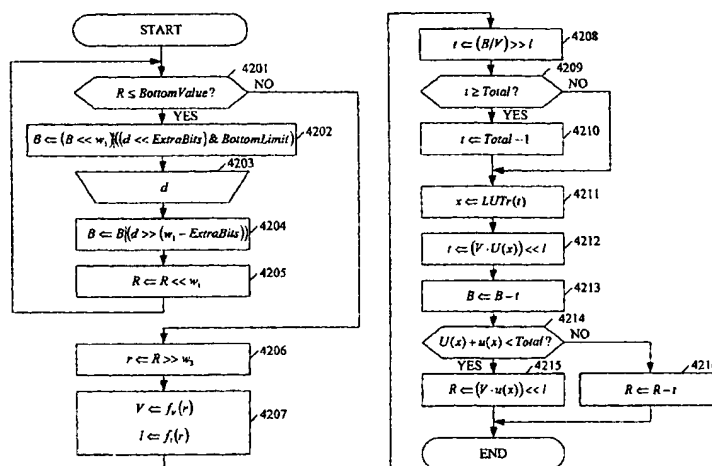 START
4201
R ≤ BottomValue?
NO
YES
4202
B ⇐ (B << w₁)|((d << ExtraBits) & BottomLimit)
4203
d
4204
B ⇐ B|(d >> (w₁ − ExtraBits))
4205
R ⇐ R << w₁
4206
r ⇐ R >> w₂
4207
V ⇐ fᵥ(r)
l ⇐ fₗ(r)
4208
t ⇐ (B/V) >> l
4209
t ≥ Total?
NO
YES
4210
t ⇐ Total − 1
4211
x ⇐ LUTr(t)
4212
t ⇐ (V · U(x)) << l
4213
B ⇐ B − t
4214
U(x) + u(x) < Total?
NO
YES
4215
R ⇐ (V · u(x)) << l
R ⇐ R − t
END